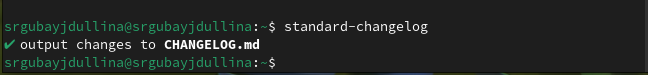 srgubayjdullina@srgubayjdullina:~$ standard-changelog
✔ output changes to CHANGELOG.md
srgubayjdullina@srgubayjdullina:~$